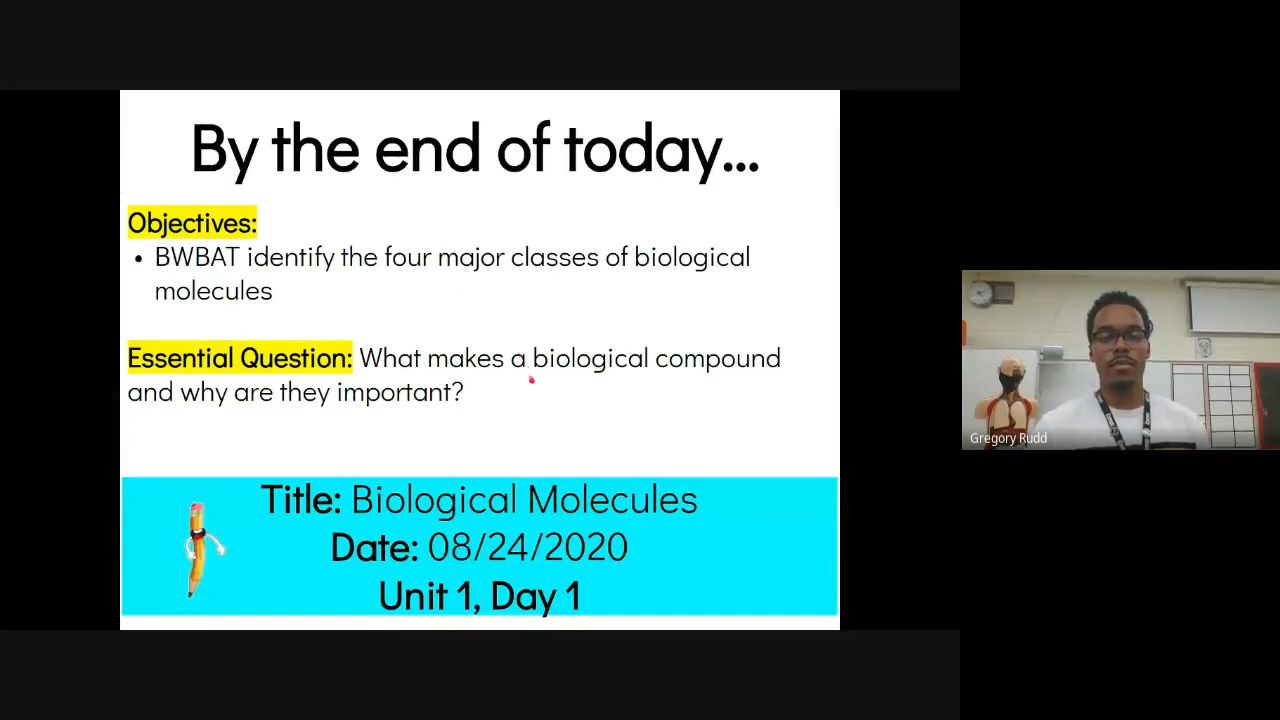 By the end of today...
Objectives:
• BWBAT identify the four major classes of biological
molecules
Essential Question: What makes a biological compound
and why are they important?
Title: Biological Molecules
Date: 08/24/2020
Unit 1, Day 1
Gregory Rudd